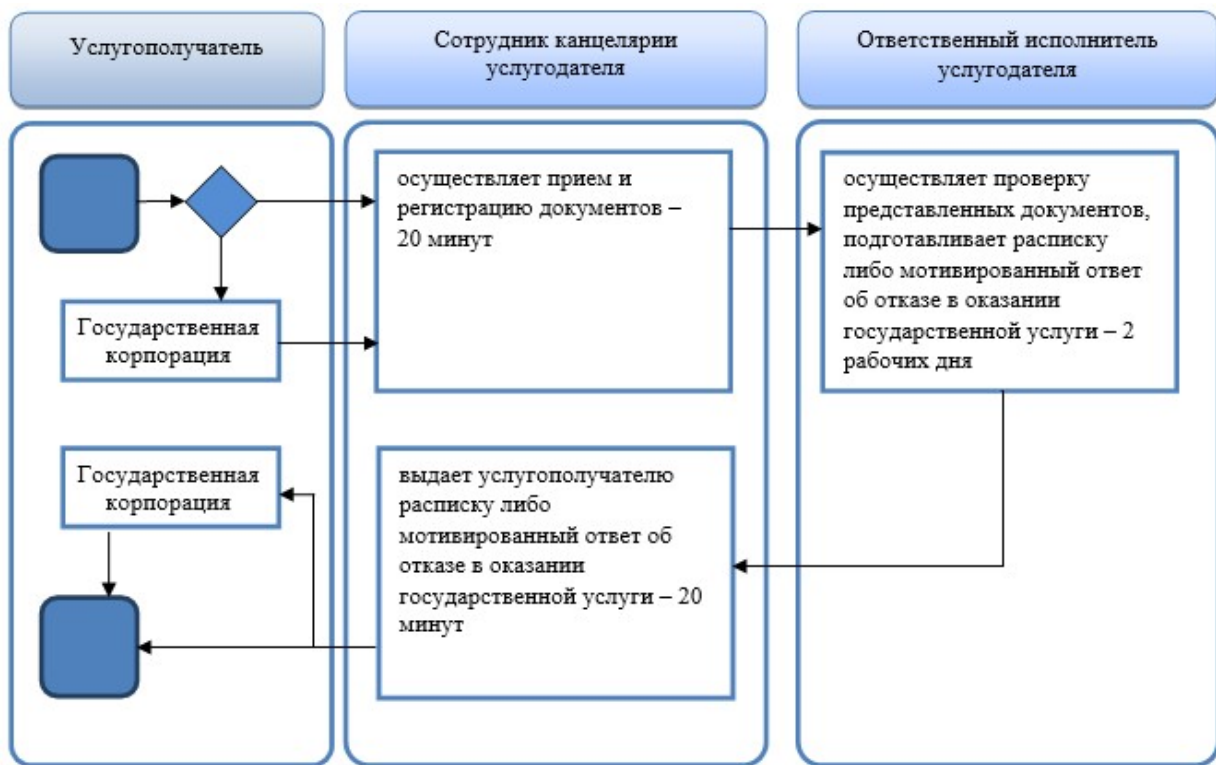 Услугополучатель
Сотрудник канцелярии
услугодателя
Ответственный исполнитель
услугодателя
осуществляет прием и
регистрацию документов –
20 минут
осуществляет проверку
представленных документов,
подготавливает расписку
либо мотивированный ответ
об отказе в оказании
государственной услуги – 2
рабочих дня
Государственная
корпорация
Государственная
корпорация
выдает услугополучателю
расписку либо
мотивированный ответ об
отказе в оказании
государственной услуги – 20
минут